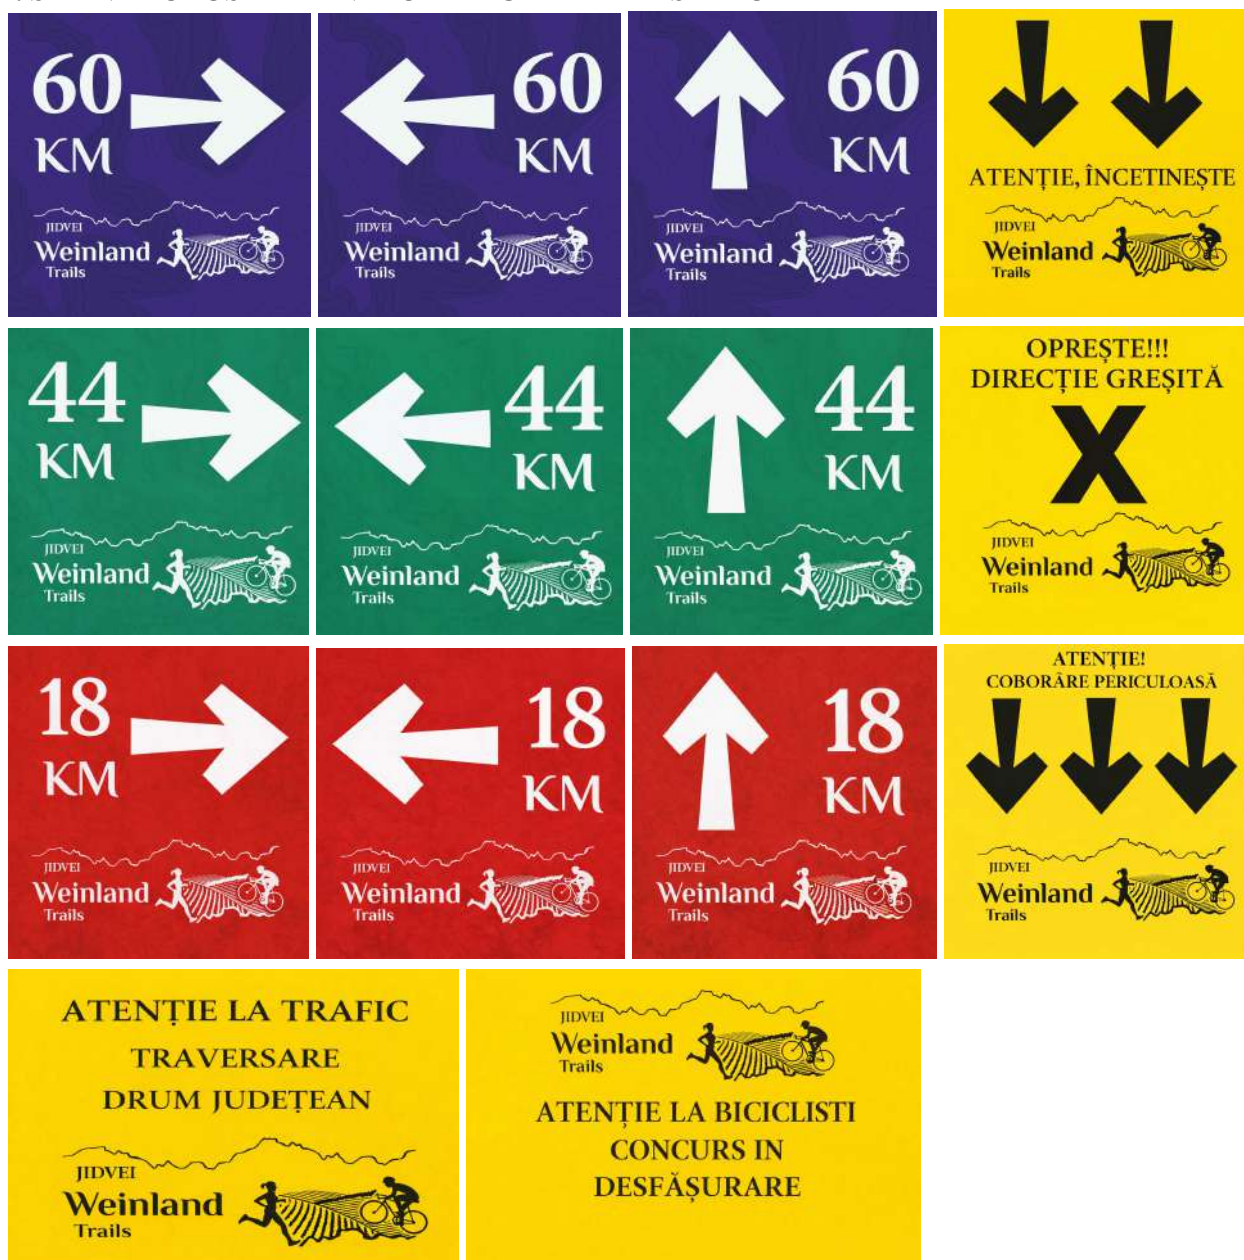 60
KM
JIDVEI
Weinland
Trails
60
KM
JIDVEI
Weinland
Trails
60
KM
JIDVEI
Weinland
Trails
ATENȚIE, ÎNCETINEȘTE
JIDVEI
Weinland
Trails
44
KM
JIDVEI
Weinland
Trails
44
KM
JIDVEI
Weinland
Trails
44
KM
JIDVEI
Weinland
Trails
OPREȘTE!!!
DIRECȚIE GREȘITĂ
X
JIDVEI
Weinland
Trails
18
KM
JIDVEI
Weinland
Trails
18
KM
JIDVEI
Weinland
Trails
18
KM
JIDVEI
Weinland
Trails
ATENȚIE!
COBORÂRE PERICULOASĂ
JIDVEI
Weinland
Trails
ATENȚIE LA TRAFIC
TRAVERSARE
DRUM JUDEȚEAN
JIDVEI
Weinland
Trails
JIDVEI
Weinland
Trails
ATENȚIE LA BICICLISTI
CONCURS IN
DESFĂȘURARE